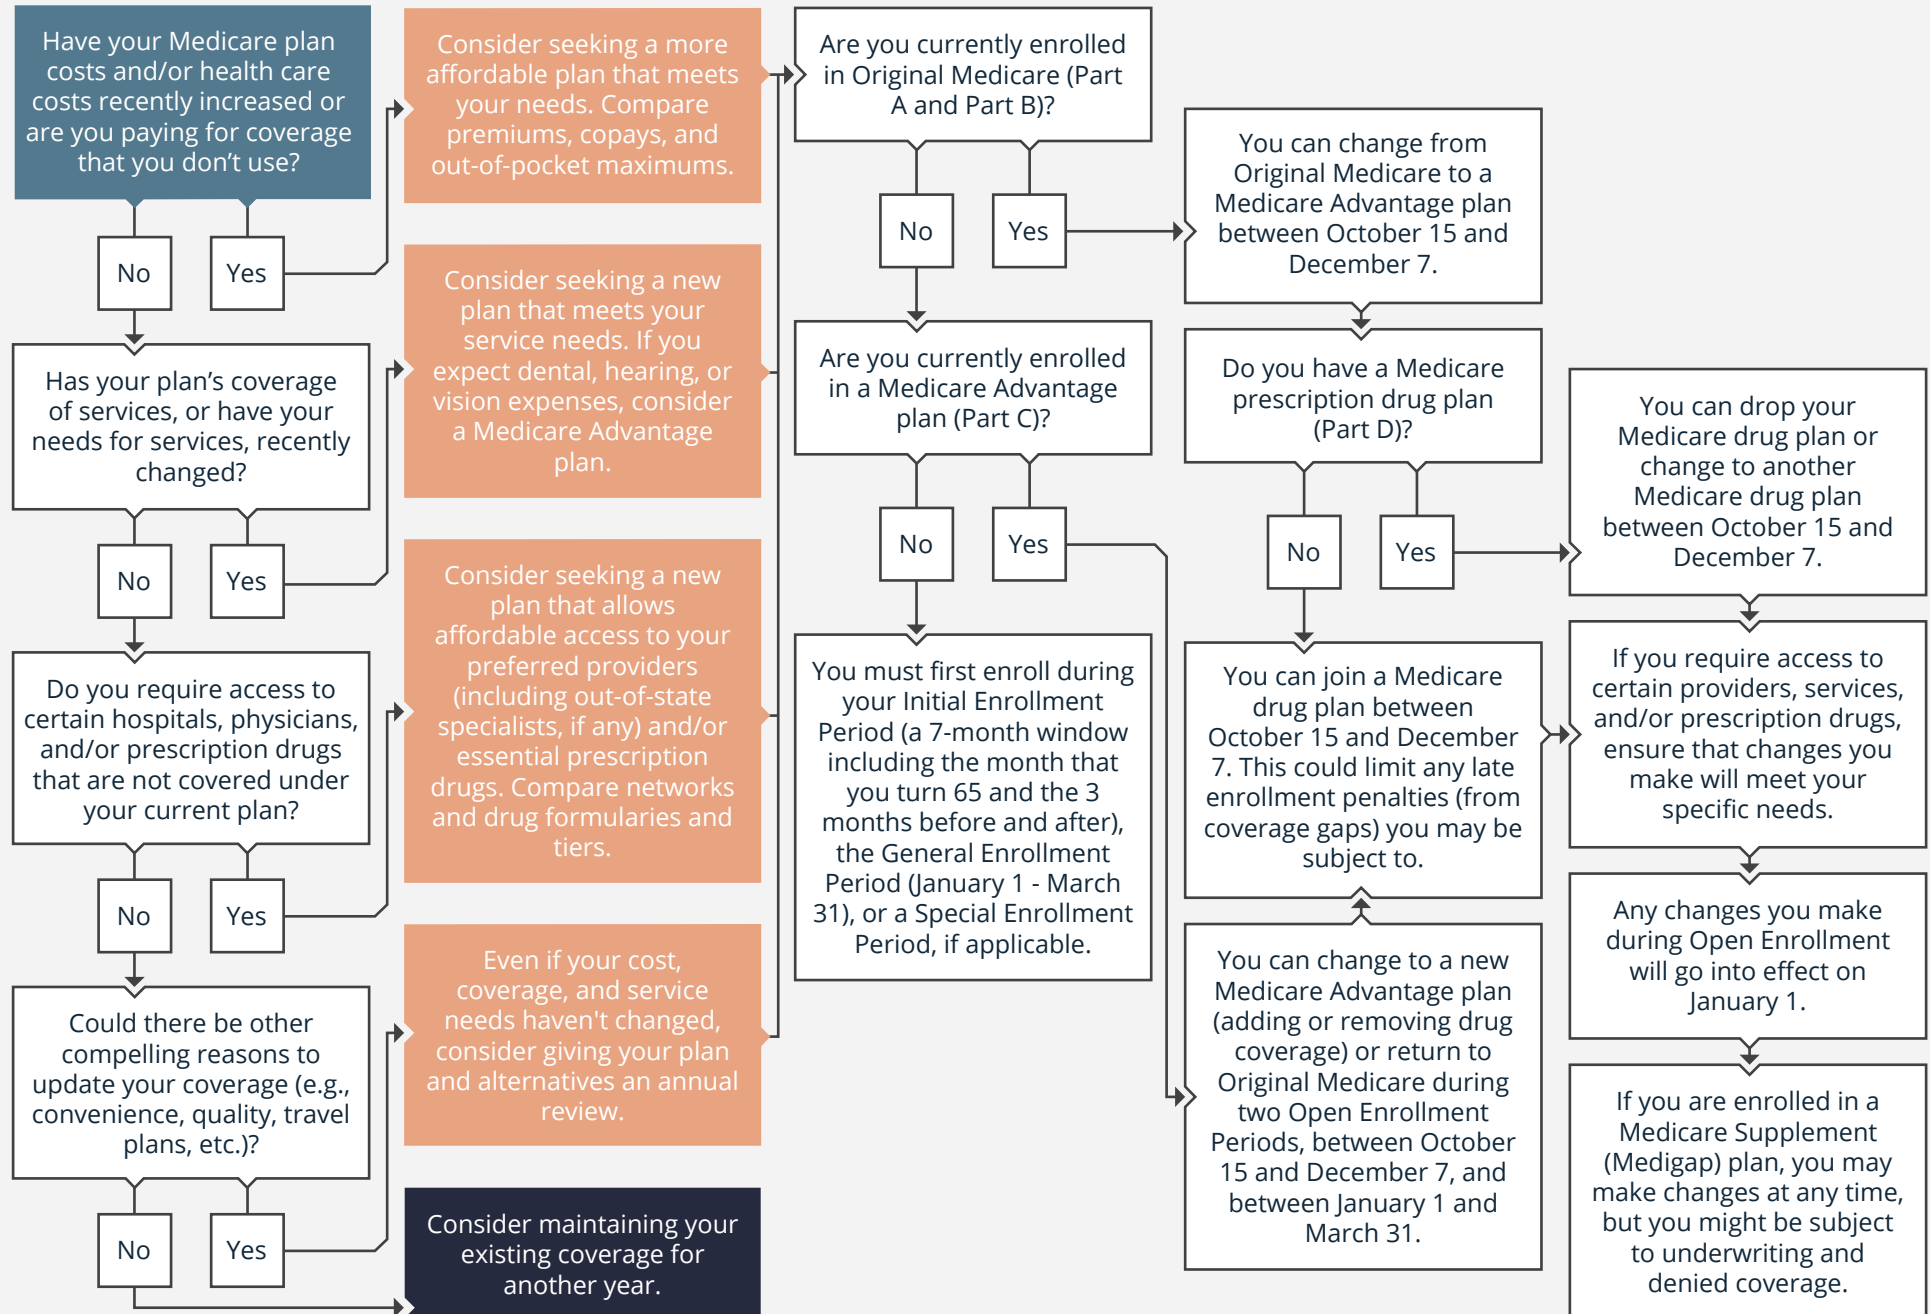 Have your Medicare plan
costs and/or health care
costs recently increased or
are you paying for coverage
that you don't use?
No
Yes
Has your plan's coverage
of services, or have your
needs for services, recently
changed?
No
Yes
Do you require access to
certain hospitals, physicians,
and/or prescription drugs
that are not covered under
your current plan?
No
Yes
Could there be other
compelling reasons to
update your coverage (e.g.,
convenience, quality, travel
plans, etc.)?
No
Yes
Consider seeking a more
affordable plan that meets
your needs. Compare
premiums, copays, and
out-of-pocket maximums.
Consider seeking a new
plan that meets your
service needs. If you
expect dental, hearing, or
vision expenses, consider
a Medicare Advantage
plan.
Consider seeking a new
plan that allows
affordable access to your
preferred providers
(including out-of-state
specialists, if any) and/or
essential prescription
drugs. Compare networks
and drug formularies and
tiers.
Even if your cost,
coverage, and service
needs haven't changed,
consider giving your plan
and alternatives an annual
review.
Consider maintaining your
existing coverage for
another year.
Are you currently enrolled
in Original Medicare (Part
A and Part B)?
No
Yes
Are you currently enrolled
in a Medicare Advantage
plan (Part C)?
No
Yes
You must first enroll during
your Initial Enrollment
Period (a 7-month window
including the month that
you turn 65 and the 3
months before and after),
the General Enrollment
Period (January 1 - March
31), or a Special Enrollment
Period, if applicable.
You can change from
Original Medicare to a
Medicare Advantage plan
between October 15 and
December 7.
Do you have a Medicare
prescription drug plan
(Part D)?
No
Yes
You can join a Medicare
drug plan between
October 15 and December
7. This could limit any late
enrollment penalties (from
coverage gaps) you may be
subject to.
You can change to a new
Medicare Advantage plan
(adding or removing drug
coverage) or return to
Original Medicare during
two Open Enrollment
Periods, between October
15 and December 7, and
between January 1 and
March 31.
You can drop your
Medicare drug plan or
change to another
Medicare drug plan
between October 15 and
December 7.
If you require access to
certain providers, services,
and/or prescription drugs,
ensure that changes you
make will meet your
specific needs.
Any changes you make
during Open Enrollment
will go into effect on
January 1.
If you are enrolled in a
Medicare Supplement
(Medigap) plan, you may
make changes at any time,
but you might be subject
to underwriting and
denied coverage.